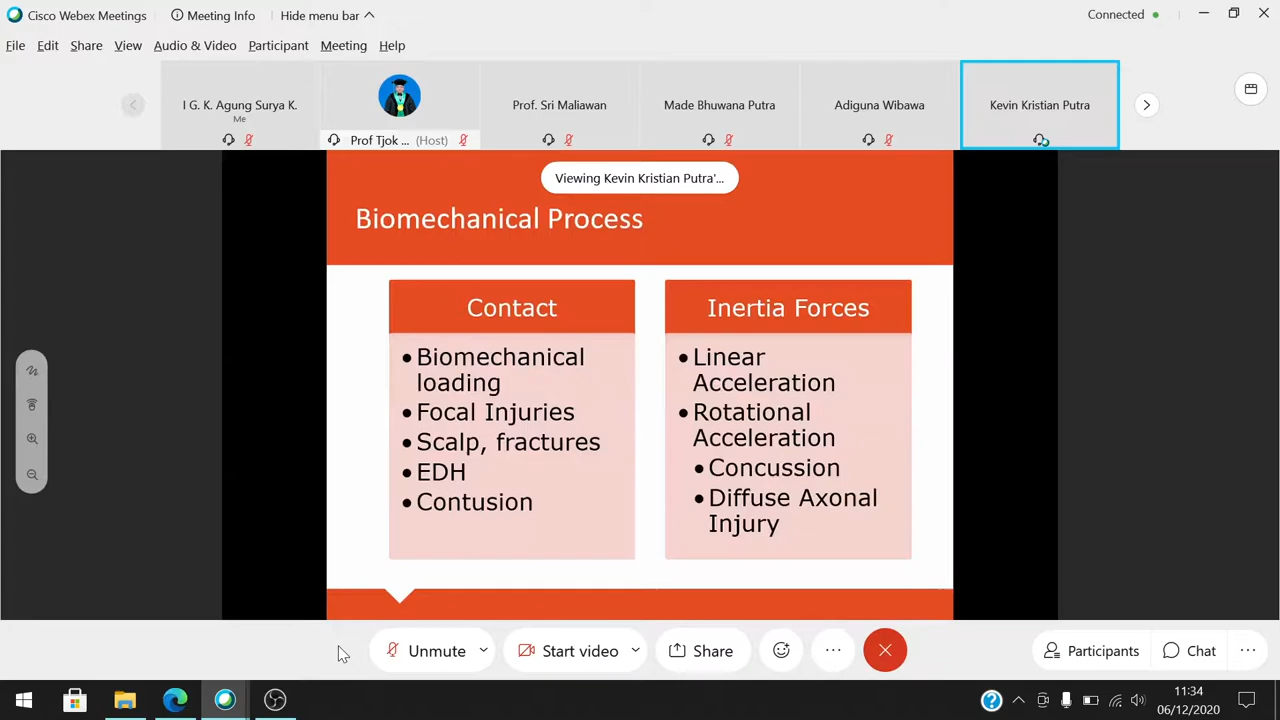 Cisco Webex Meetings
Meeting Info
Hide menu bar
Connected
File Edit Share View Audio & Video Participant Meeting Help
I G. K. Agung Surya K.
Me
Prof Tjok ... (Host)
Prof. Sri Maliawan
Made Bhuwana Putra
Adiguna Wibawa
Kevin Kristian Putra
Viewing Kevin Kristian Putra'...
Biomechanical Process
Contact
•Biomechanical
loading
•Focal Injuries
•Scalp, fractures
•EDH
•Contusion
Inertia Forces
•Linear
Acceleration
•Rotational
Acceleration
•Concussion
•Diffuse Axonal
Injury
Unmute
Start video
Share
Participants
Chat
11:34
06/12/2020